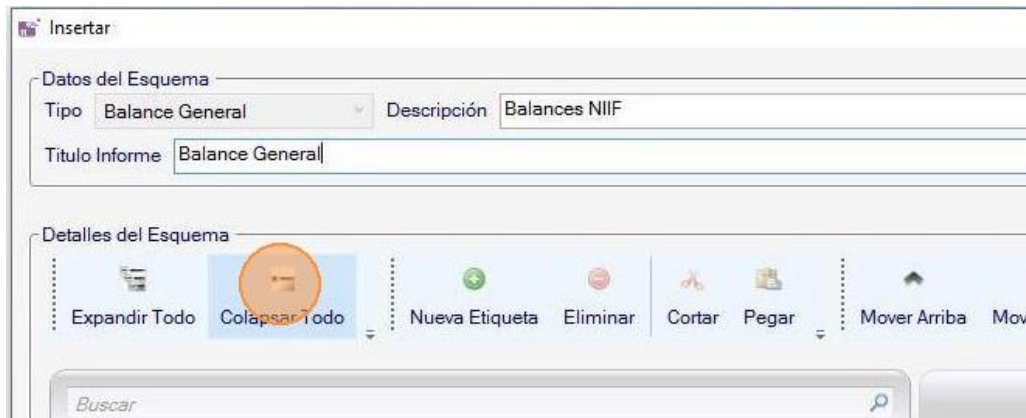 Insertar
Datos del Esquema
Tipo Balance General Descripción Balances NIIF
Titulo Informe Balance General
Detalles del Esquema
Expandir Todo Colapsar Todo Nueva Etiqueta Eliminar Cortar Pegar Mover Arriba Mov
Buscar